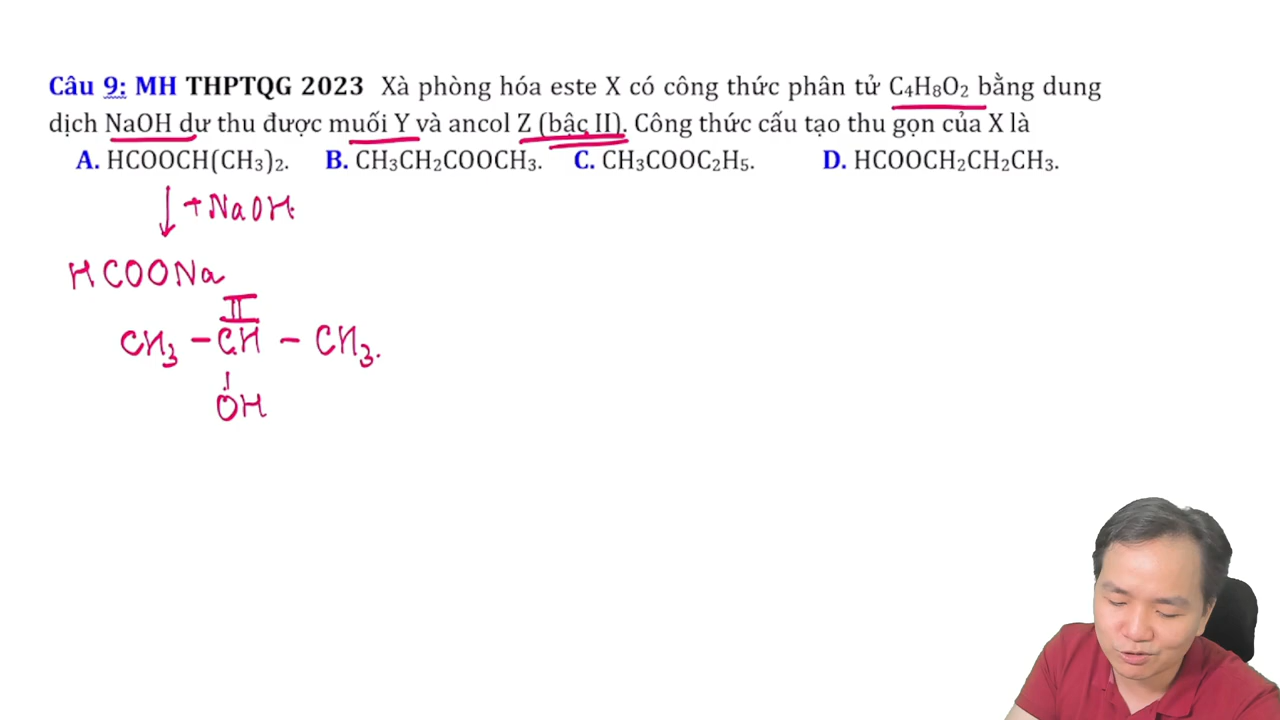 Câu 9: MH THPTQG 2023 Xà phòng hóa este X có công thức phân tử C₄H₈O₂ bằng dung
dịch NaOH dư thu được muối Y và ancol Z (bậc II). Công thức cấu tạo thu gọn của X là
A. HCOOCH(CH₃)₂. B. CH₃CH₂COOCH₃. C. CH₃COOC₂H₅. D. HCOOCH₂CH₂CH₃.
↓ +NaOH
HCOONa
II
CH₃ – CH – CH₃.
OH